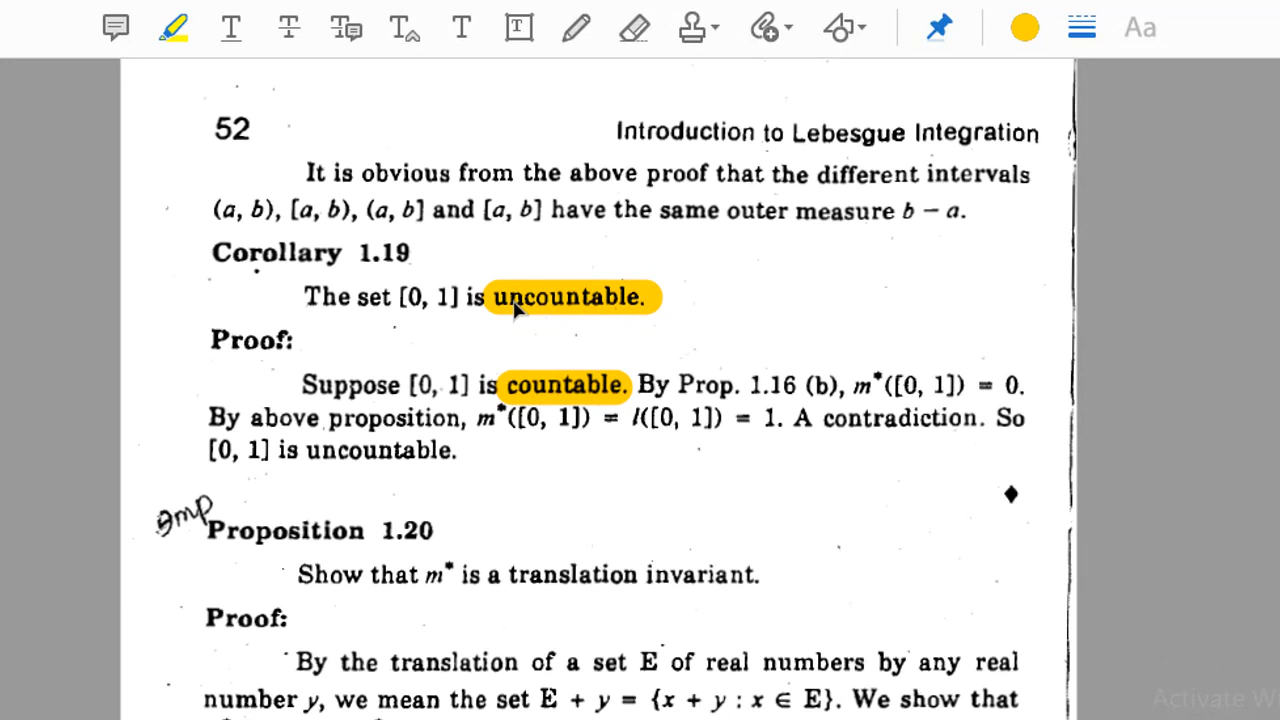 Aa
52 Introduction to Lebesgue Integration
It is obvious from the above proof that the different intervals
(a, b), [a, b), (a, b] and [a, b] have the same outer measure b − a.
Corollary 1.19
The set [0, 1] is uncountable.
Proof:
Suppose [0, 1] is countable. By Prop. 1.16 (b), m*([0, 1]) = 0.
By above proposition, m*([0, 1]) = l([0, 1]) = 1. A contradiction. So
[0, 1] is uncountable.
Imp
Proposition 1.20
Show that m* is a translation invariant.
Proof:
By the translation of a set E of real numbers by any real
number y, we mean the set E + y = {x + y : x ∈ E}. We show that
Activate W